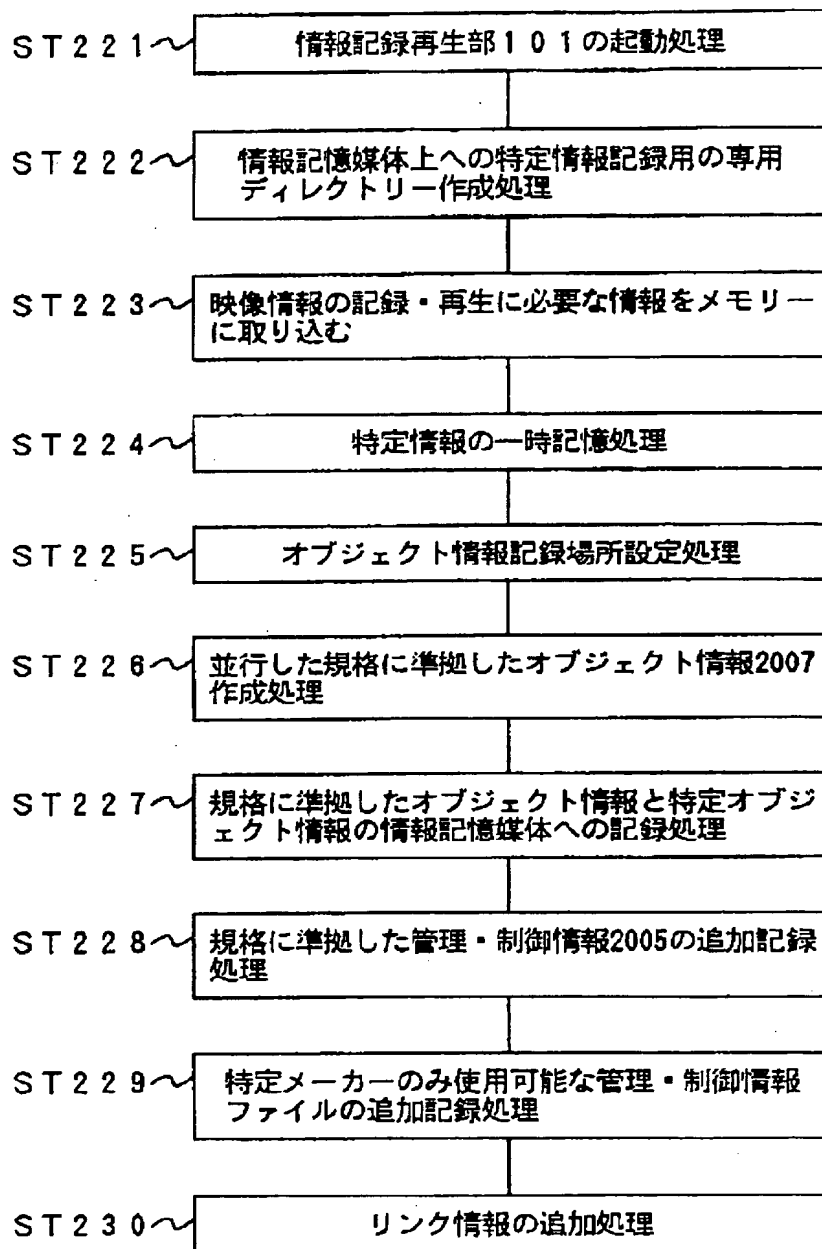 ST221 情報記録再生部101の起動処理
ST222 情報記憶媒体上への特定情報記録用の専用
ディレクトリー作成処理
ST223 映像情報の記録・再生に必要な情報をメモリー
に取り込む
ST224 特定情報の一時記憶処理
ST225 オブジェクト情報記録場所設定処理
ST226 並行した規格に準拠したオブジェクト情報2007
作成処理
ST227 規格に準拠したオブジェクト情報と特定オブジ
ェクト情報の情報記憶媒体への記録処理
ST228 規格に準拠した管理・制御情報2005の追加記録
処理
ST229 特定メーカーのみ使用可能な管理・制御情報
ファイルの追加記録処理
ST230 リンク情報の追加処理